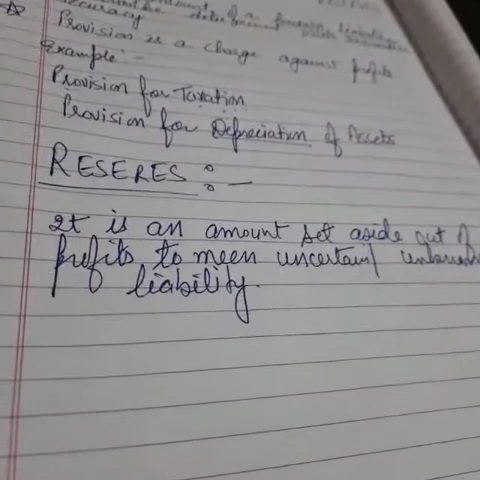 accuracy
Provision is a charge against profits
Example :-
Provision for Taxation
Provision for Depreciation of Assets
RESERES : —
It is an amount set aside out of
profits to meen uncertain/
liability.